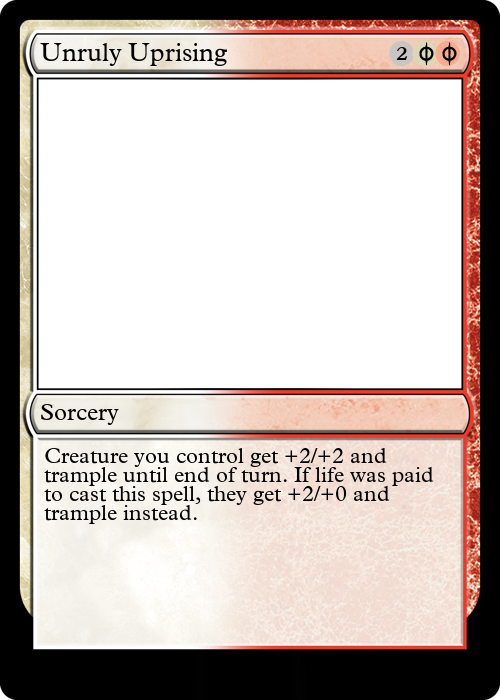 Unruly Uprising 2 ϕ ϕ
Sorcery
Creature you control get +2/+2 and
trample until end of turn. If life was paid
to cast this spell, they get +2/+0 and
trample instead.